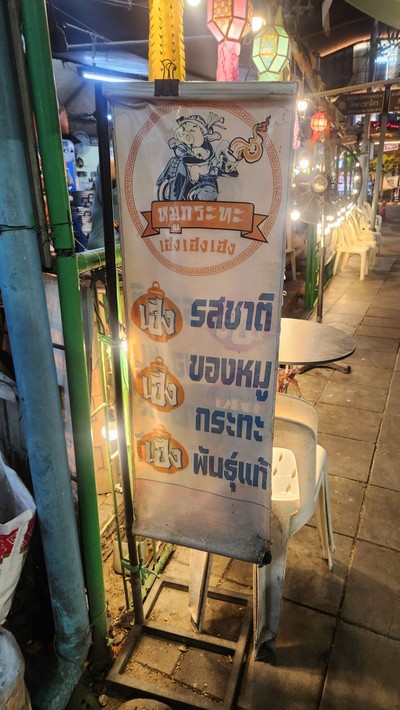 หมูกระทะ
เฮงเฮงเฮง
เฮง รสชาติ
เฮง ของหมู
กระทะ
เฮง พันธุ์แท้